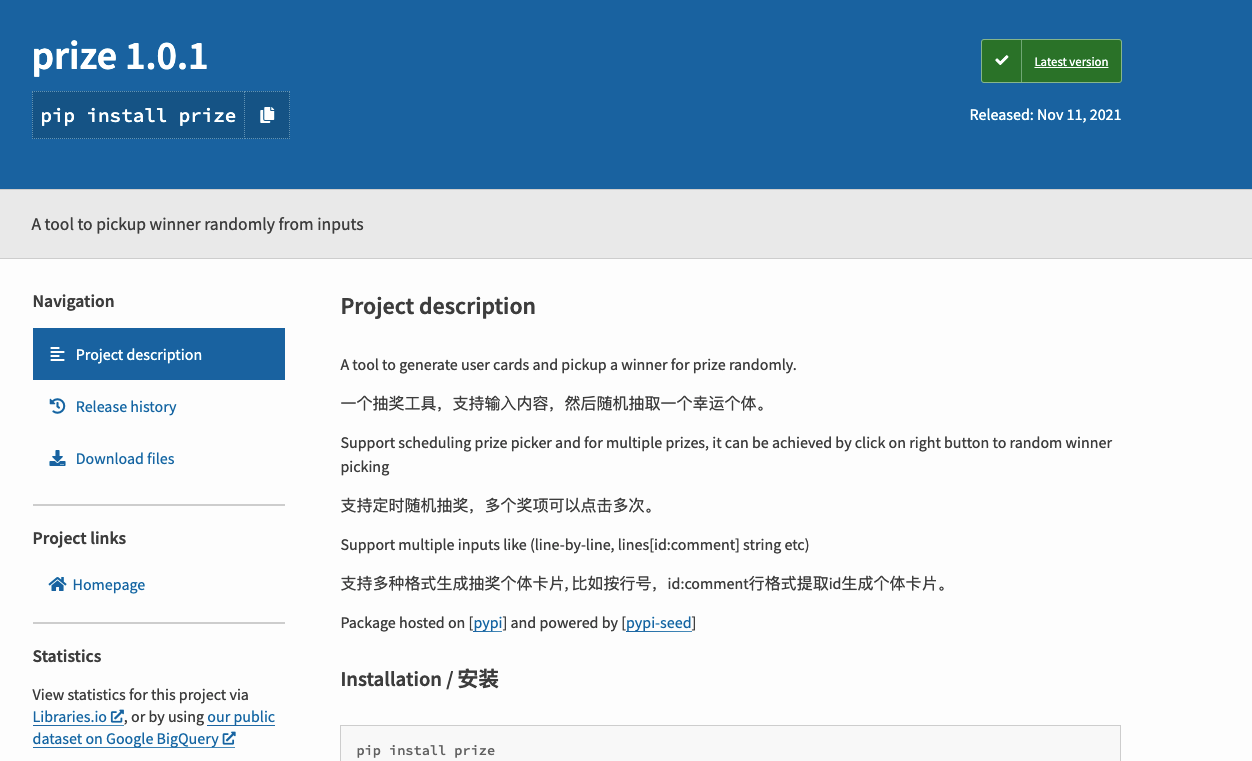 prize 1.0.1
pip install prize
Latest version
Released: Nov 11, 2021
A tool to pickup winner randomly from inputs
Navigation
Project description
Release history
Download files
Project links
Homepage
Statistics
View statistics for this project via
Libraries.io, or by using our public
dataset on Google BigQuery
Project description
A tool to generate user cards and pickup a winner for prize randomly.
一个抽奖工具，支持输入内容，然后随机抽取一个幸运个体。
Support scheduling prize picker and for multiple prizes, it can be achieved by click on right button to random winner
picking
支持定时随机抽奖，多个奖项可以点击多次。
Support multiple inputs like (line-by-line, lines[id:comment] string etc)
支持多种格式生成抽奖个体卡片, 比如按行号，id:comment行格式提取id生成个体卡片。
Package hosted on [pypi] and powered by [pypi-seed]
Installation / 安装
pip install prize